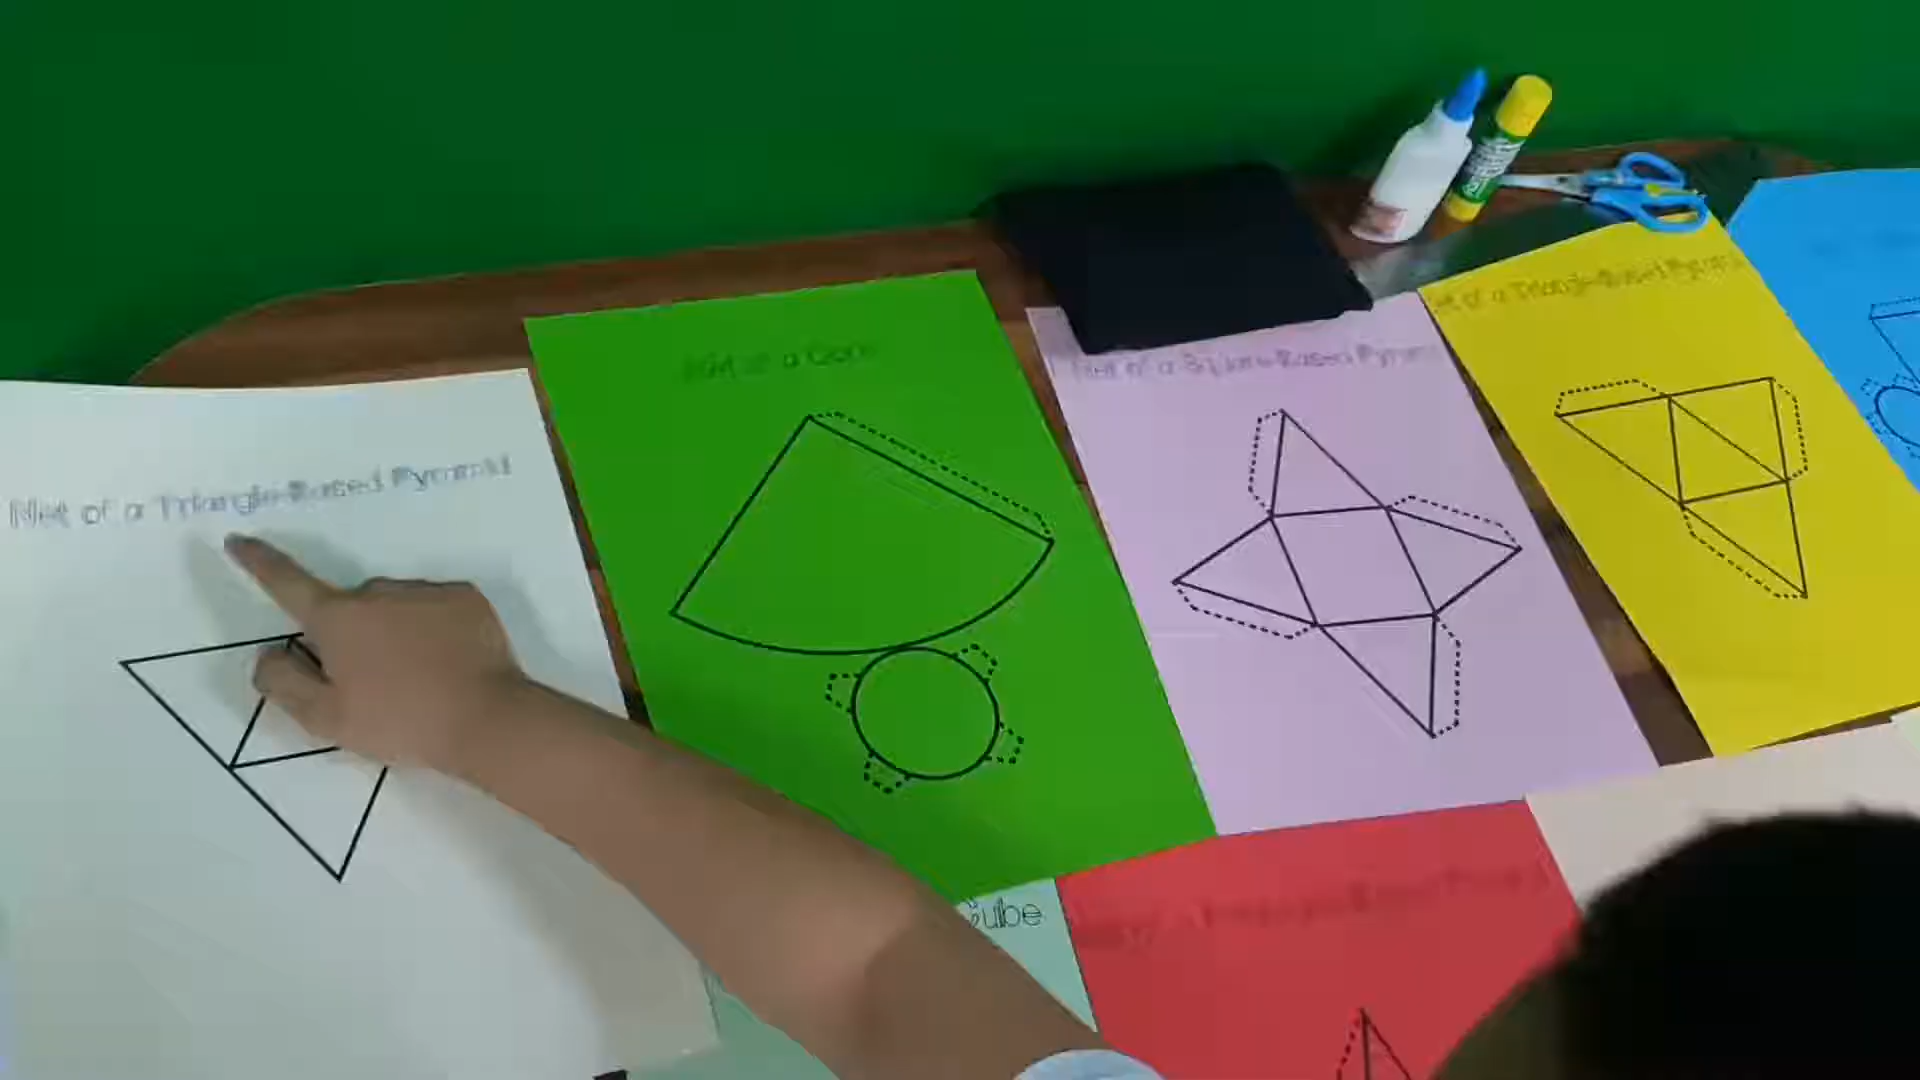 Net of a Triangle-Based Pyramid
Net of a Cone
Net of a Square-Based Pyramid
Net of a Triangle-Based Pyramid
Cube